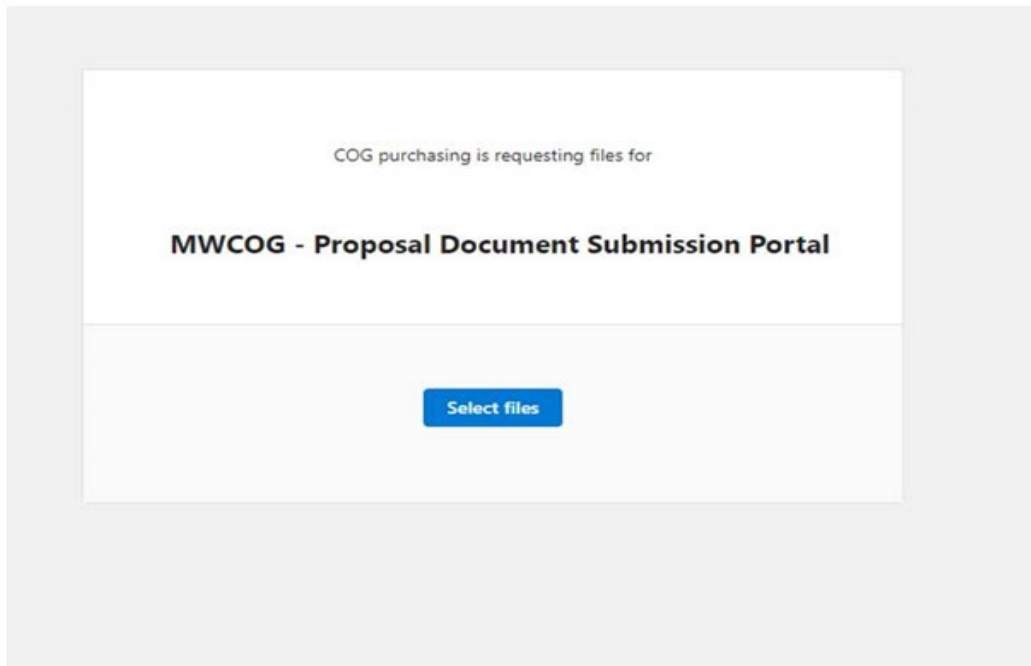 COG purchasing is requesting files for
MWCOG - Proposal Document Submission Portal
Select files